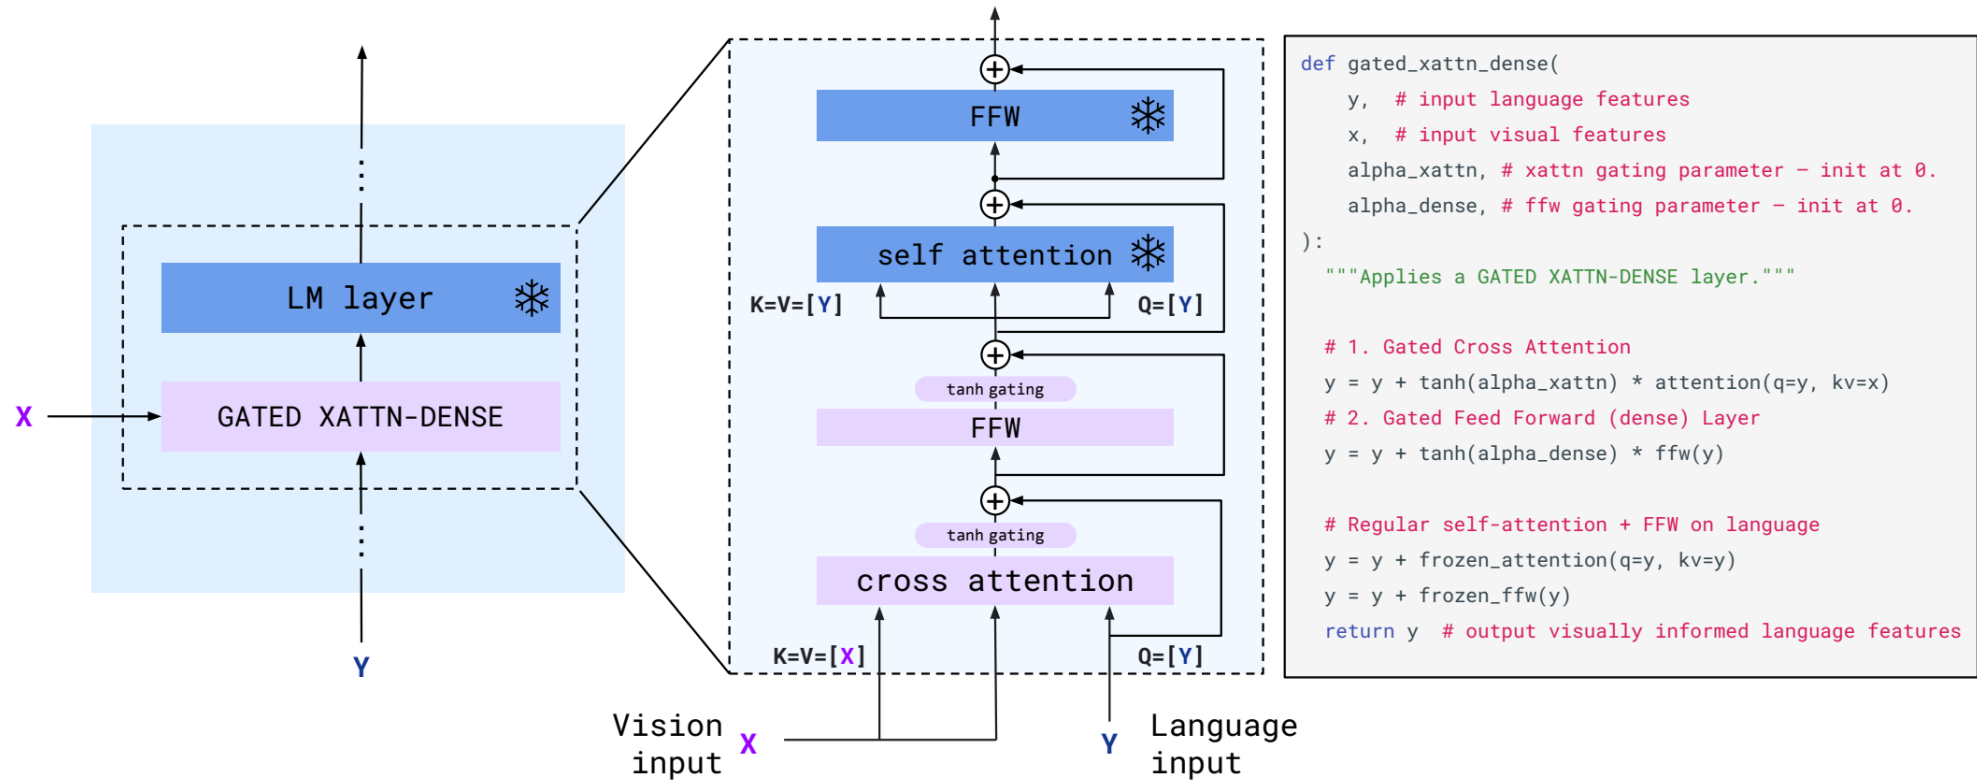 LM layer
GATED XATTN-DENSE
X
Y
FFW
self attention
K=V=[Y]
Q=[Y]
tanh gating
FFW
tanh gating
cross attention
K=V=[X]
Q=[Y]
Vision
input
X
Y
Language
input
def gated_xattn_dense(
y, # input language features
x, # input visual features
alpha_xattn, # xattn gating parameter – init at 0.
alpha_dense, # ffw gating parameter – init at 0.
):
"""Applies a GATED XATTN-DENSE layer."""
# 1. Gated Cross Attention
y = y + tanh(alpha_xattn) * attention(q=y, kv=x)
# 2. Gated Feed Forward (dense) Layer
y = y + tanh(alpha_dense) * ffw(y)
# Regular self-attention + FFW on language
y = y + frozen_attention(q=y, kv=y)
y = y + frozen_ffw(y)
return y # output visually informed language features